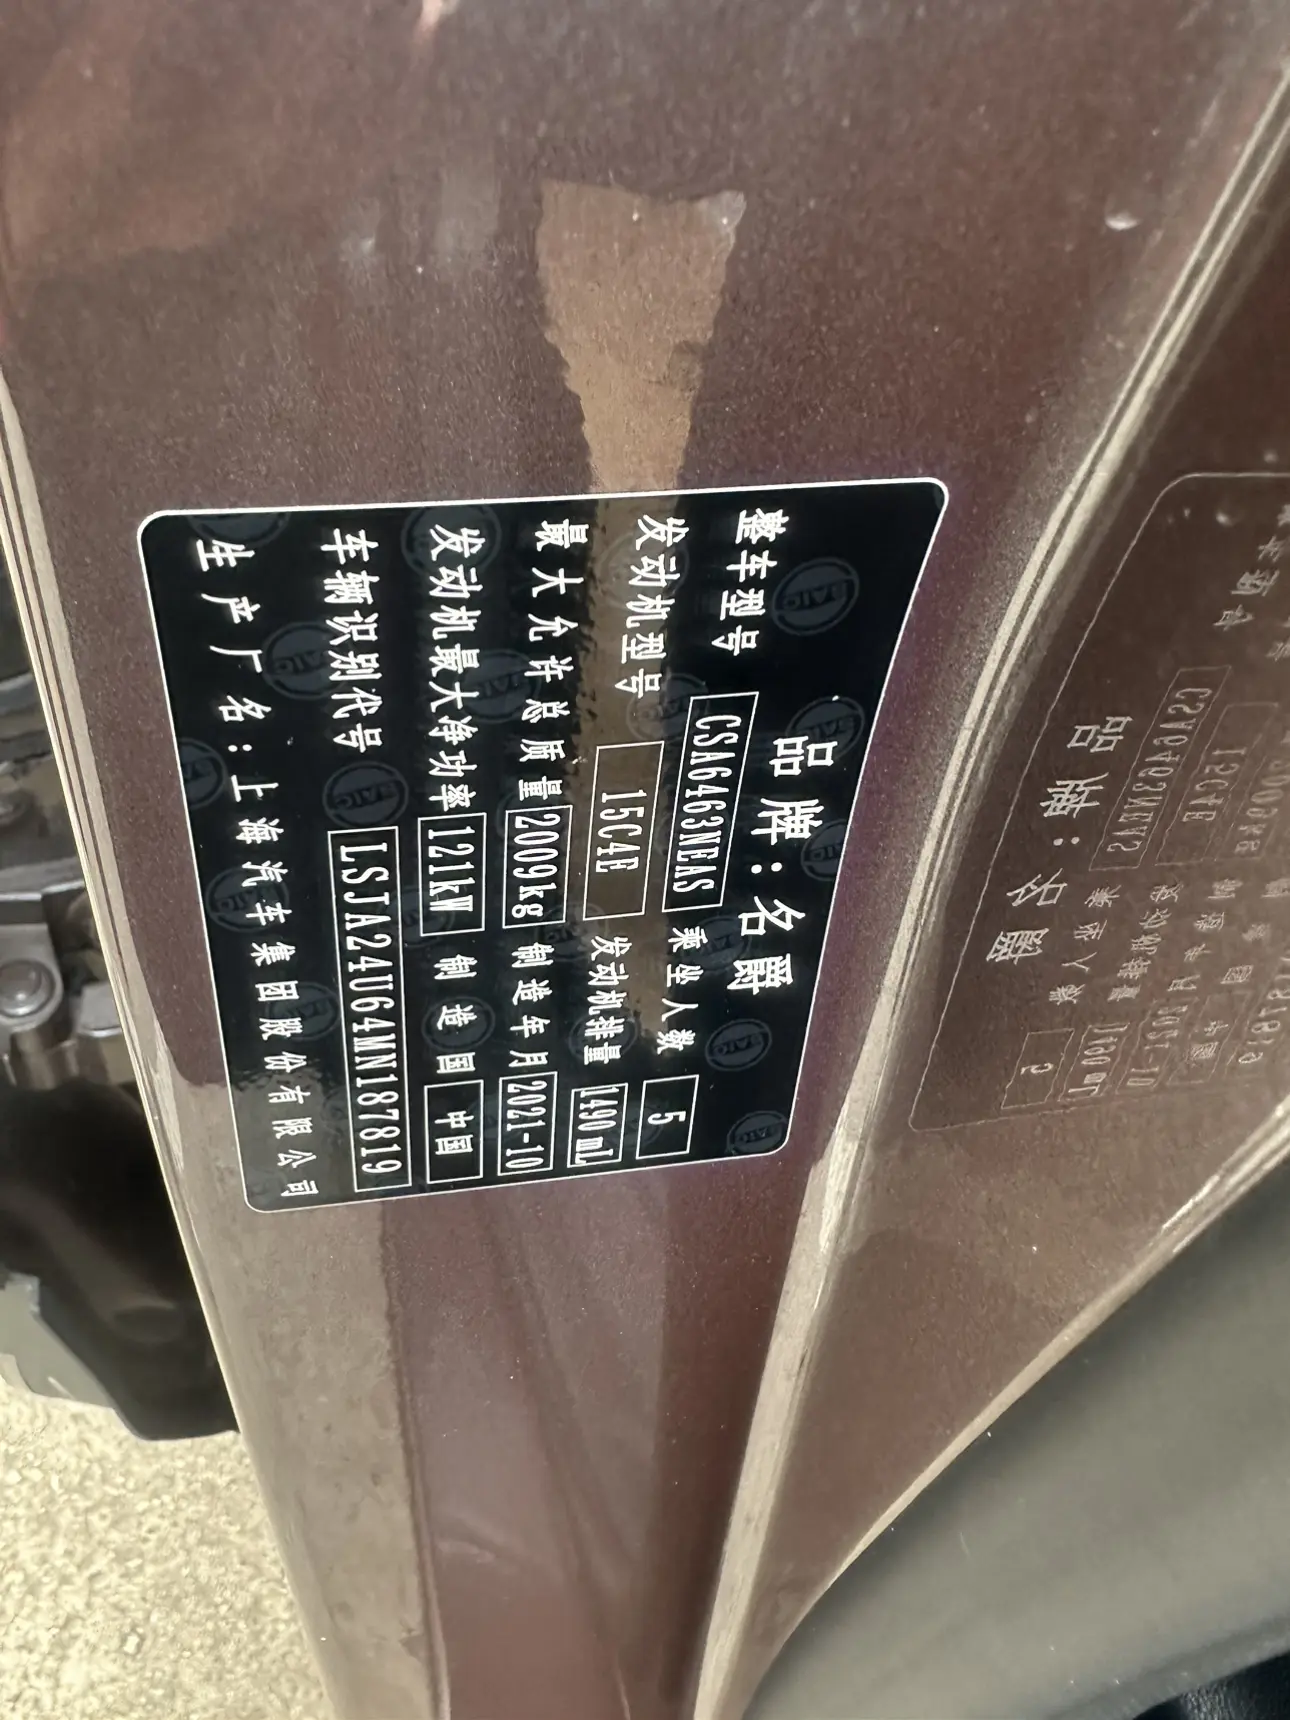 品牌:名爵
整车型号 CSA6463NEAS 乘坐人数 5
发动机型号 15C4E 发动机排量 1490mL
最大允许总质量 2009kg 制造年月 2021-10
发动机最大净功率 121kW 制造国 中国
车辆识别代号 LSJA24U64MN187819
生产厂名:上海汽车集团股份有限公司
SAIC